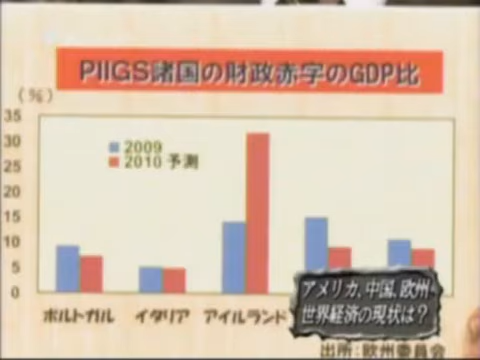 PIIGS諸国の財政赤字のGDP比
(%)
35
30
25
20
15
10
5
0
2009
2010 予測
ポルトガル イタリア アイルランド
アメリカ、中国、欧州
世界経済の現状は?
出所:欧州委員会